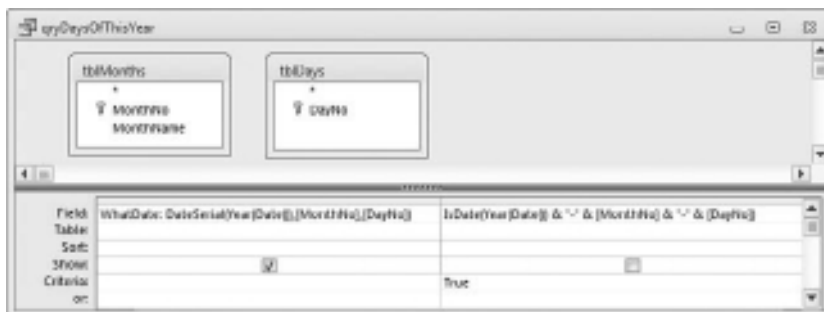 qryDaysOfThisYear
tblMonths
*
MonthNo
MonthName
tblDays
*
DayNo
Field: WhatDate: DateSerial(Year(Date()),[MonthNo],[DayNo]) IsDate(Year(Date()) & "-" & [MonthNo] & "-" & [DayNo])
Table:
Sort:
Show:
Criteria: True
or: